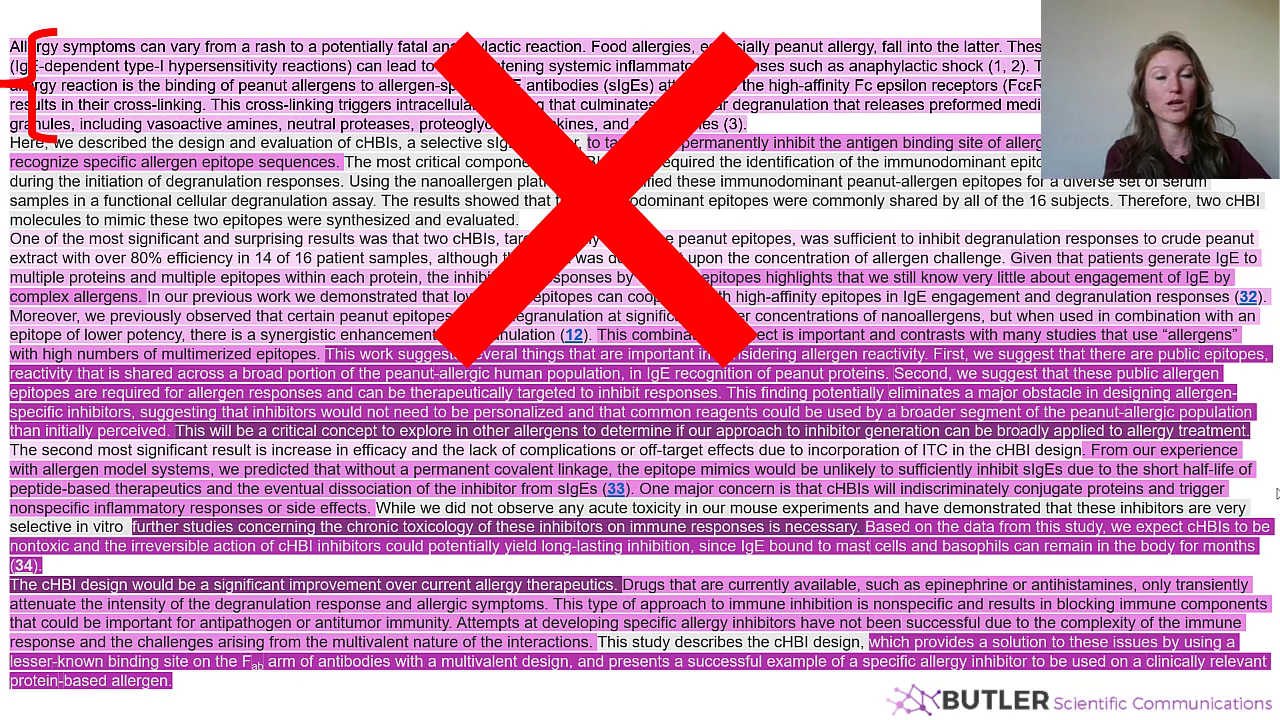 Allergy symptoms can vary from a rash to a potentially fatal anaphylactic reaction. Food allergies, especially peanut allergy, fall into the latter.
(IgE-dependent type-I hypersensitivity reactions) can lead to systemic such as anaphylactic shock (1, 2).
allergy reaction is the binding of peanut allergens to antibodies (sIgEs) the high-affinity Fc epsilon receptors
results in their cross-linking. This cross-linking triggers that culminates degranulation that releases preformed
granules, including vasoactive amines, neutral proteases, and (3).
Here, we described the design and evaluation of cHBIs, a selective to permanently inhibit the antigen binding site of
recognize specific allergen epitope sequences. The most critical required the identification of the immunodominant
during the initiation of degranulation responses. Using the nanoallergen these immunodominant peanut-allergen epitopes for a diverse set of serum
samples in a functional cellular degranulation assay. The results showed that epitopes were commonly shared by all of the 16 subjects. Therefore, two cHBI
molecules to mimic these two epitopes were synthesized and evaluated.
One of the most significant and surprising results was that two cHBIs, peanut epitopes, was sufficient to inhibit degranulation responses to crude peanut
extract with over 80% efficiency in 14 of 16 patient samples, although was upon the concentration of allergen challenge. Given that patients generate IgE to
multiple proteins and multiple epitopes within each protein, the responses by epitopes highlights that we still know very little about engagement of IgE by
complex allergens. In our previous work we demonstrated that epitopes can high-affinity epitopes in IgE engagement and degranulation responses (32).
Moreover, we previously observed that certain peanut epitopes degranulation at concentrations of nanoallergens, but when used in combination with an
epitope of lower potency, there is a synergistic enhancement (12). This effect is important and contrasts with many studies that use “allergens”
with high numbers of multimerized epitopes. This work suggests several things that are important in considering allergen reactivity. First, we suggest that there are public epitopes,
reactivity that is shared across a broad portion of the peanut-allergic human population, in IgE recognition of peanut proteins. Second, we suggest that these public allergen
epitopes are required for allergen responses and can be therapeutically targeted to inhibit responses. This finding potentially eliminates a major obstacle in designing allergen-
specific inhibitors, suggesting that inhibitors would not need to be personalized and that common reagents could be used by a broader segment of the peanut-allergic population
than initially perceived. This will be a critical concept to explore in other allergens to determine if our approach to inhibitor generation can be broadly applied to allergy treatment.
The second most significant result is increase in efficacy and the lack of complications or off-target effects due to incorporation of ITC in the cHBI design. From our experience
with allergen model systems, we predicted that without a permanent covalent linkage, the epitope mimics would be unlikely to sufficiently inhibit sIgEs due to the short half-life of
peptide-based therapeutics and the eventual dissociation of the inhibitor from sIgEs (33). One major concern is that cHBIs will indiscriminately conjugate proteins and trigger
nonspecific inflammatory responses or side effects. While we did not observe any acute toxicity in our mouse experiments and have demonstrated that these inhibitors are very
selective in vitro further studies concerning the chronic toxicology of these inhibitors on immune responses is necessary. Based on the data from this study, we expect cHBIs to be
nontoxic and the irreversible action of cHBI inhibitors could potentially yield long-lasting inhibition, since IgE bound to mast cells and basophils can remain in the body for months
(34).
The cHBI design would be a significant improvement over current allergy therapeutics. Drugs that are currently available, such as epinephrine or antihistamines, only transiently
attenuate the intensity of the degranulation response and allergic symptoms. This type of approach to immune inhibition is nonspecific and results in blocking immune components
that could be important for antipathogen or antitumor immunity. Attempts at developing specific allergy inhibitors have not been successful due to the complexity of the immune
response and the challenges arising from the multivalent nature of the interactions. This study describes the cHBI design, which provides a solution to these issues by using a
lesser-known binding site on the Fab arm of antibodies with a multivalent design, and presents a successful example of a specific allergy inhibitor to be used on a clinically relevant
protein-based allergen.
BUTLER Scientific Communications